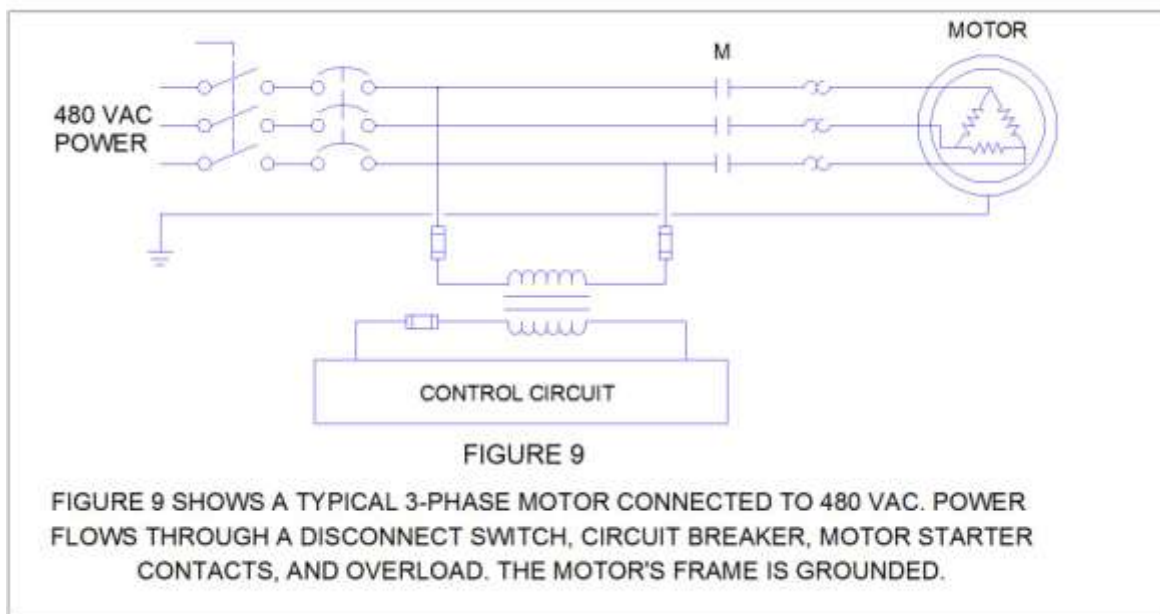 MOTOR
M
480 VAC
POWER
CONTROL CIRCUIT
FIGURE 9
FIGURE 9 SHOWS A TYPICAL 3-PHASE MOTOR CONNECTED TO 480 VAC. POWER
FLOWS THROUGH A DISCONNECT SWITCH, CIRCUIT BREAKER, MOTOR STARTER
CONTACTS, AND OVERLOAD. THE MOTOR'S FRAME IS GROUNDED.